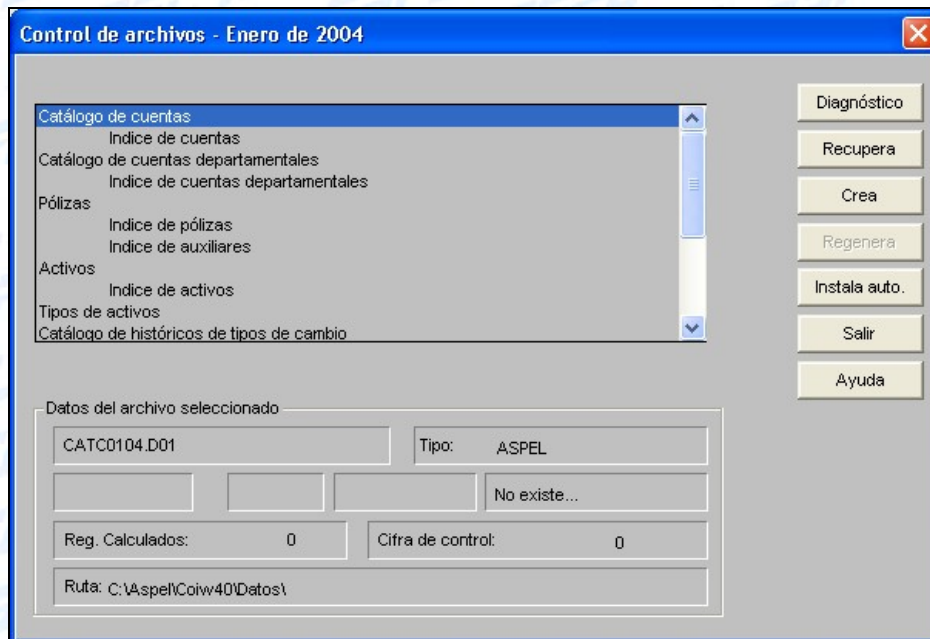 Control de archivos - Enero de 2004
Catálogo de cuentas
Indice de cuentas
Catálogo de cuentas departamentales
Indice de cuentas departamentales
Pólizas
Indice de pólizas
Indice de auxiliares
Activos
Indice de activos
Tipos de activos
Catálogo de históricos de tipos de cambio
Diagnóstico
Recupera
Crea
Regenera
Instala auto.
Salir
Ayuda
Datos del archivo seleccionado
CATC0104.D01 Tipo: ASPEL
No existe...
Reg. Calculados: 0 Cifra de control: 0
Ruta: C:\Aspel\Coiw40\Datos\